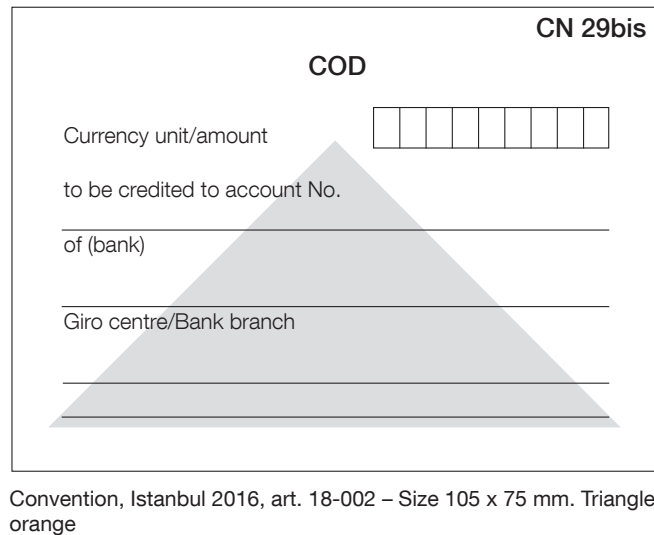 CN 29bis
COD
Currency unit/amount
to be credited to account No.
of (bank)
Giro centre/Bank branch
Convention, Istanbul 2016, art. 18-002 – Size 105 x 75 mm. Triangle
orange